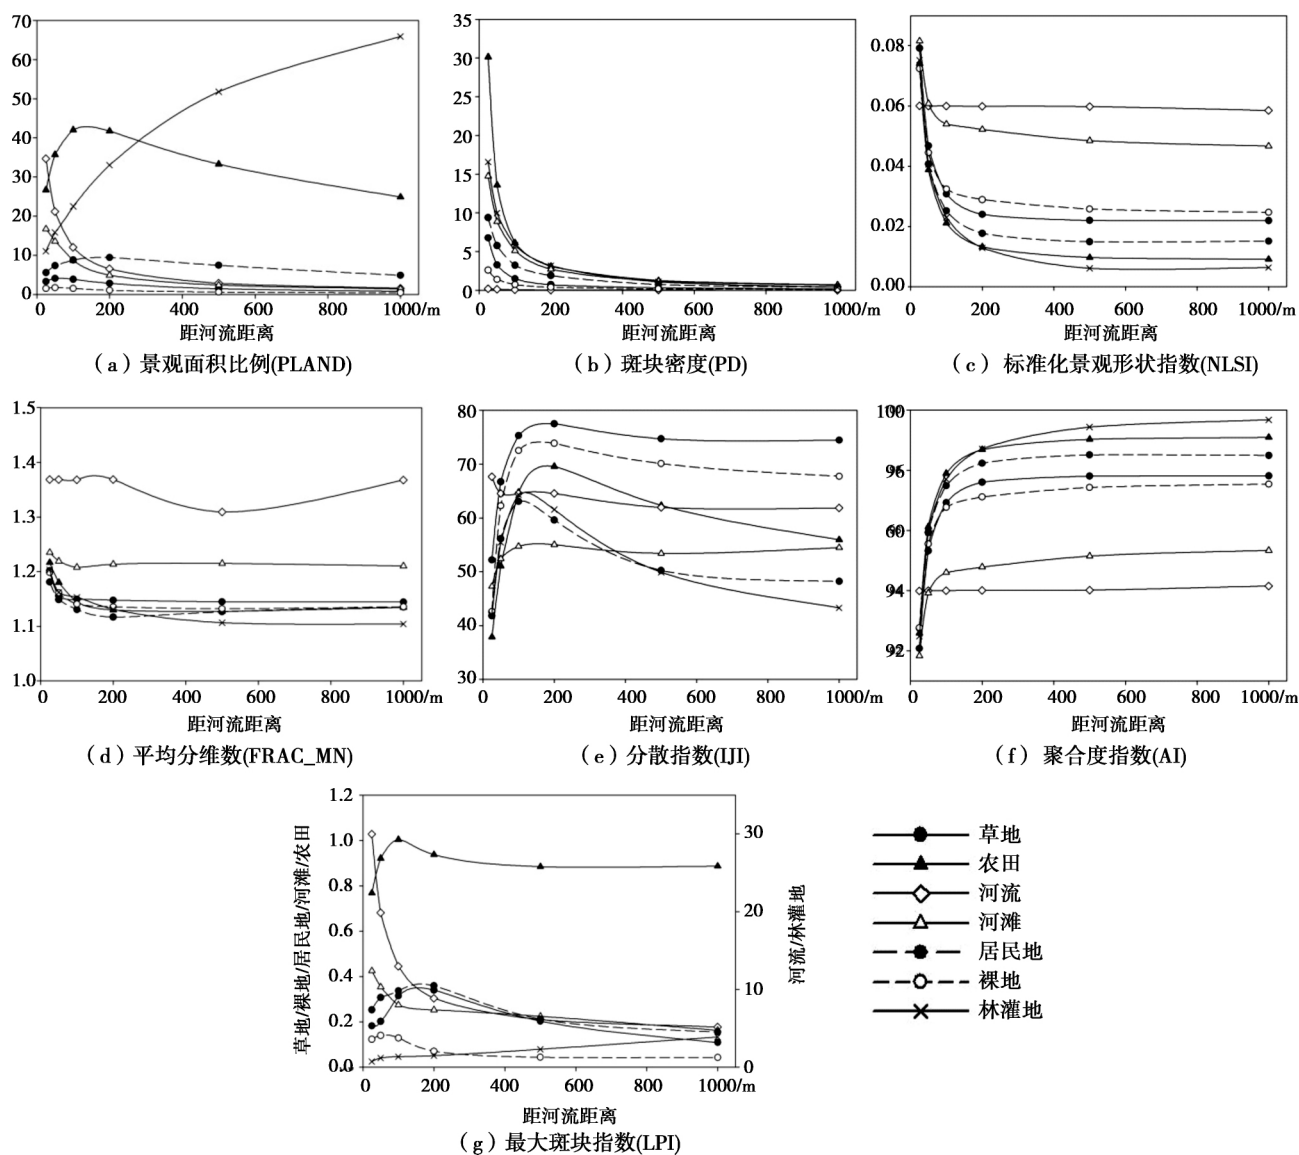 70
60
50
40
30
20
10
0
0 200 400 600 800 1000/m
距河流距离
（a）景观面积比例(PLAND)
35
30
25
20
15
10
5
0
0 200 400 600 800 1000/m
距河流距离
（b）斑块密度(PD)
0.08
0.06
0.04
0.02
0.00
0 200 400 600 800 1000/m
距河流距离
（c） 标准化景观形状指数(NLSI)
1.5
1.4
1.3
1.2
1.1
1.0
0 200 400 600 800 1000/m
距河流距离
（d）平均分维数(FRAC_MN)
80
70
60
50
40
30
0 200 400 600 800 1000/m
距河流距离
（e）分散指数(IJI)
100
94
92
0 200 400 600 800 1000/m
距河流距离
（f） 聚合度指数(AI)
草地/裸地/居民地/河滩/农田
1.2
1.0
0.8
0.6
0.4
0.2
0.0
30
20
10
0
河流/林灌地
0 200 400 600 800 1000/m
距河流距离
（g）最大斑块指数(LPI)
草地
农田
河流
河滩
居民地
裸地
林灌地